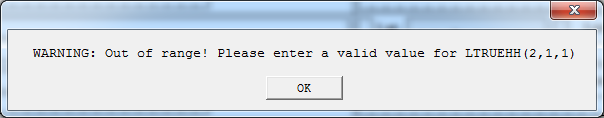 WARNING: Out of range! Please enter a valid value for LTRUEHH(2,1,1)
OK